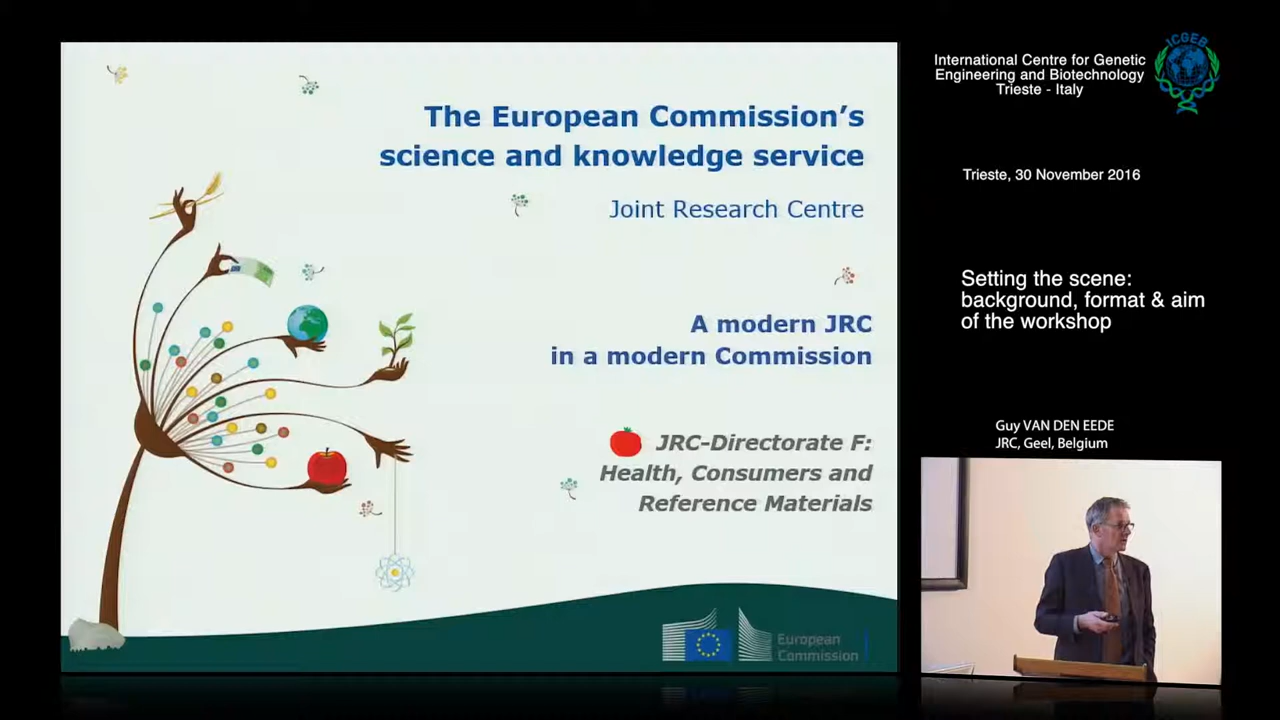 The European Commission's
science and knowledge service
Joint Research Centre
A modern JRC
in a modern Commission
JRC-Directorate F:
Health, Consumers and
Reference Materials
European
Commission
ICGEB
International Centre for Genetic
Engineering and Biotechnology
Trieste - Italy
Trieste, 30 November 2016
Setting the scene:
background, format & aim
of the workshop
Guy VAN DEN EEDE
JRC, Geel, Belgium